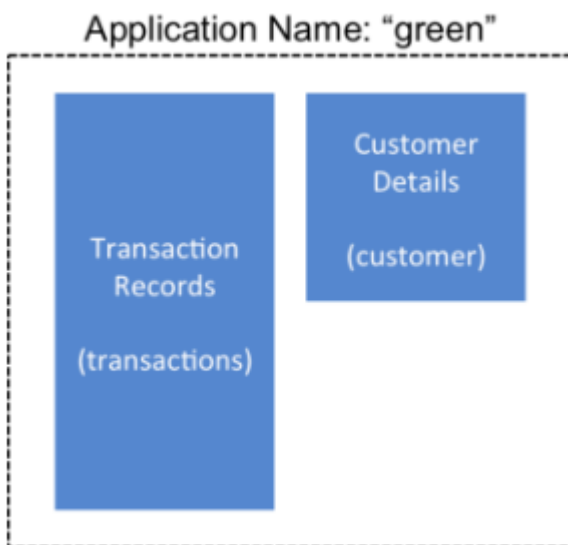 Application Name: “green”
Transaction
Records
(transactions)
Customer
Details
(customer)